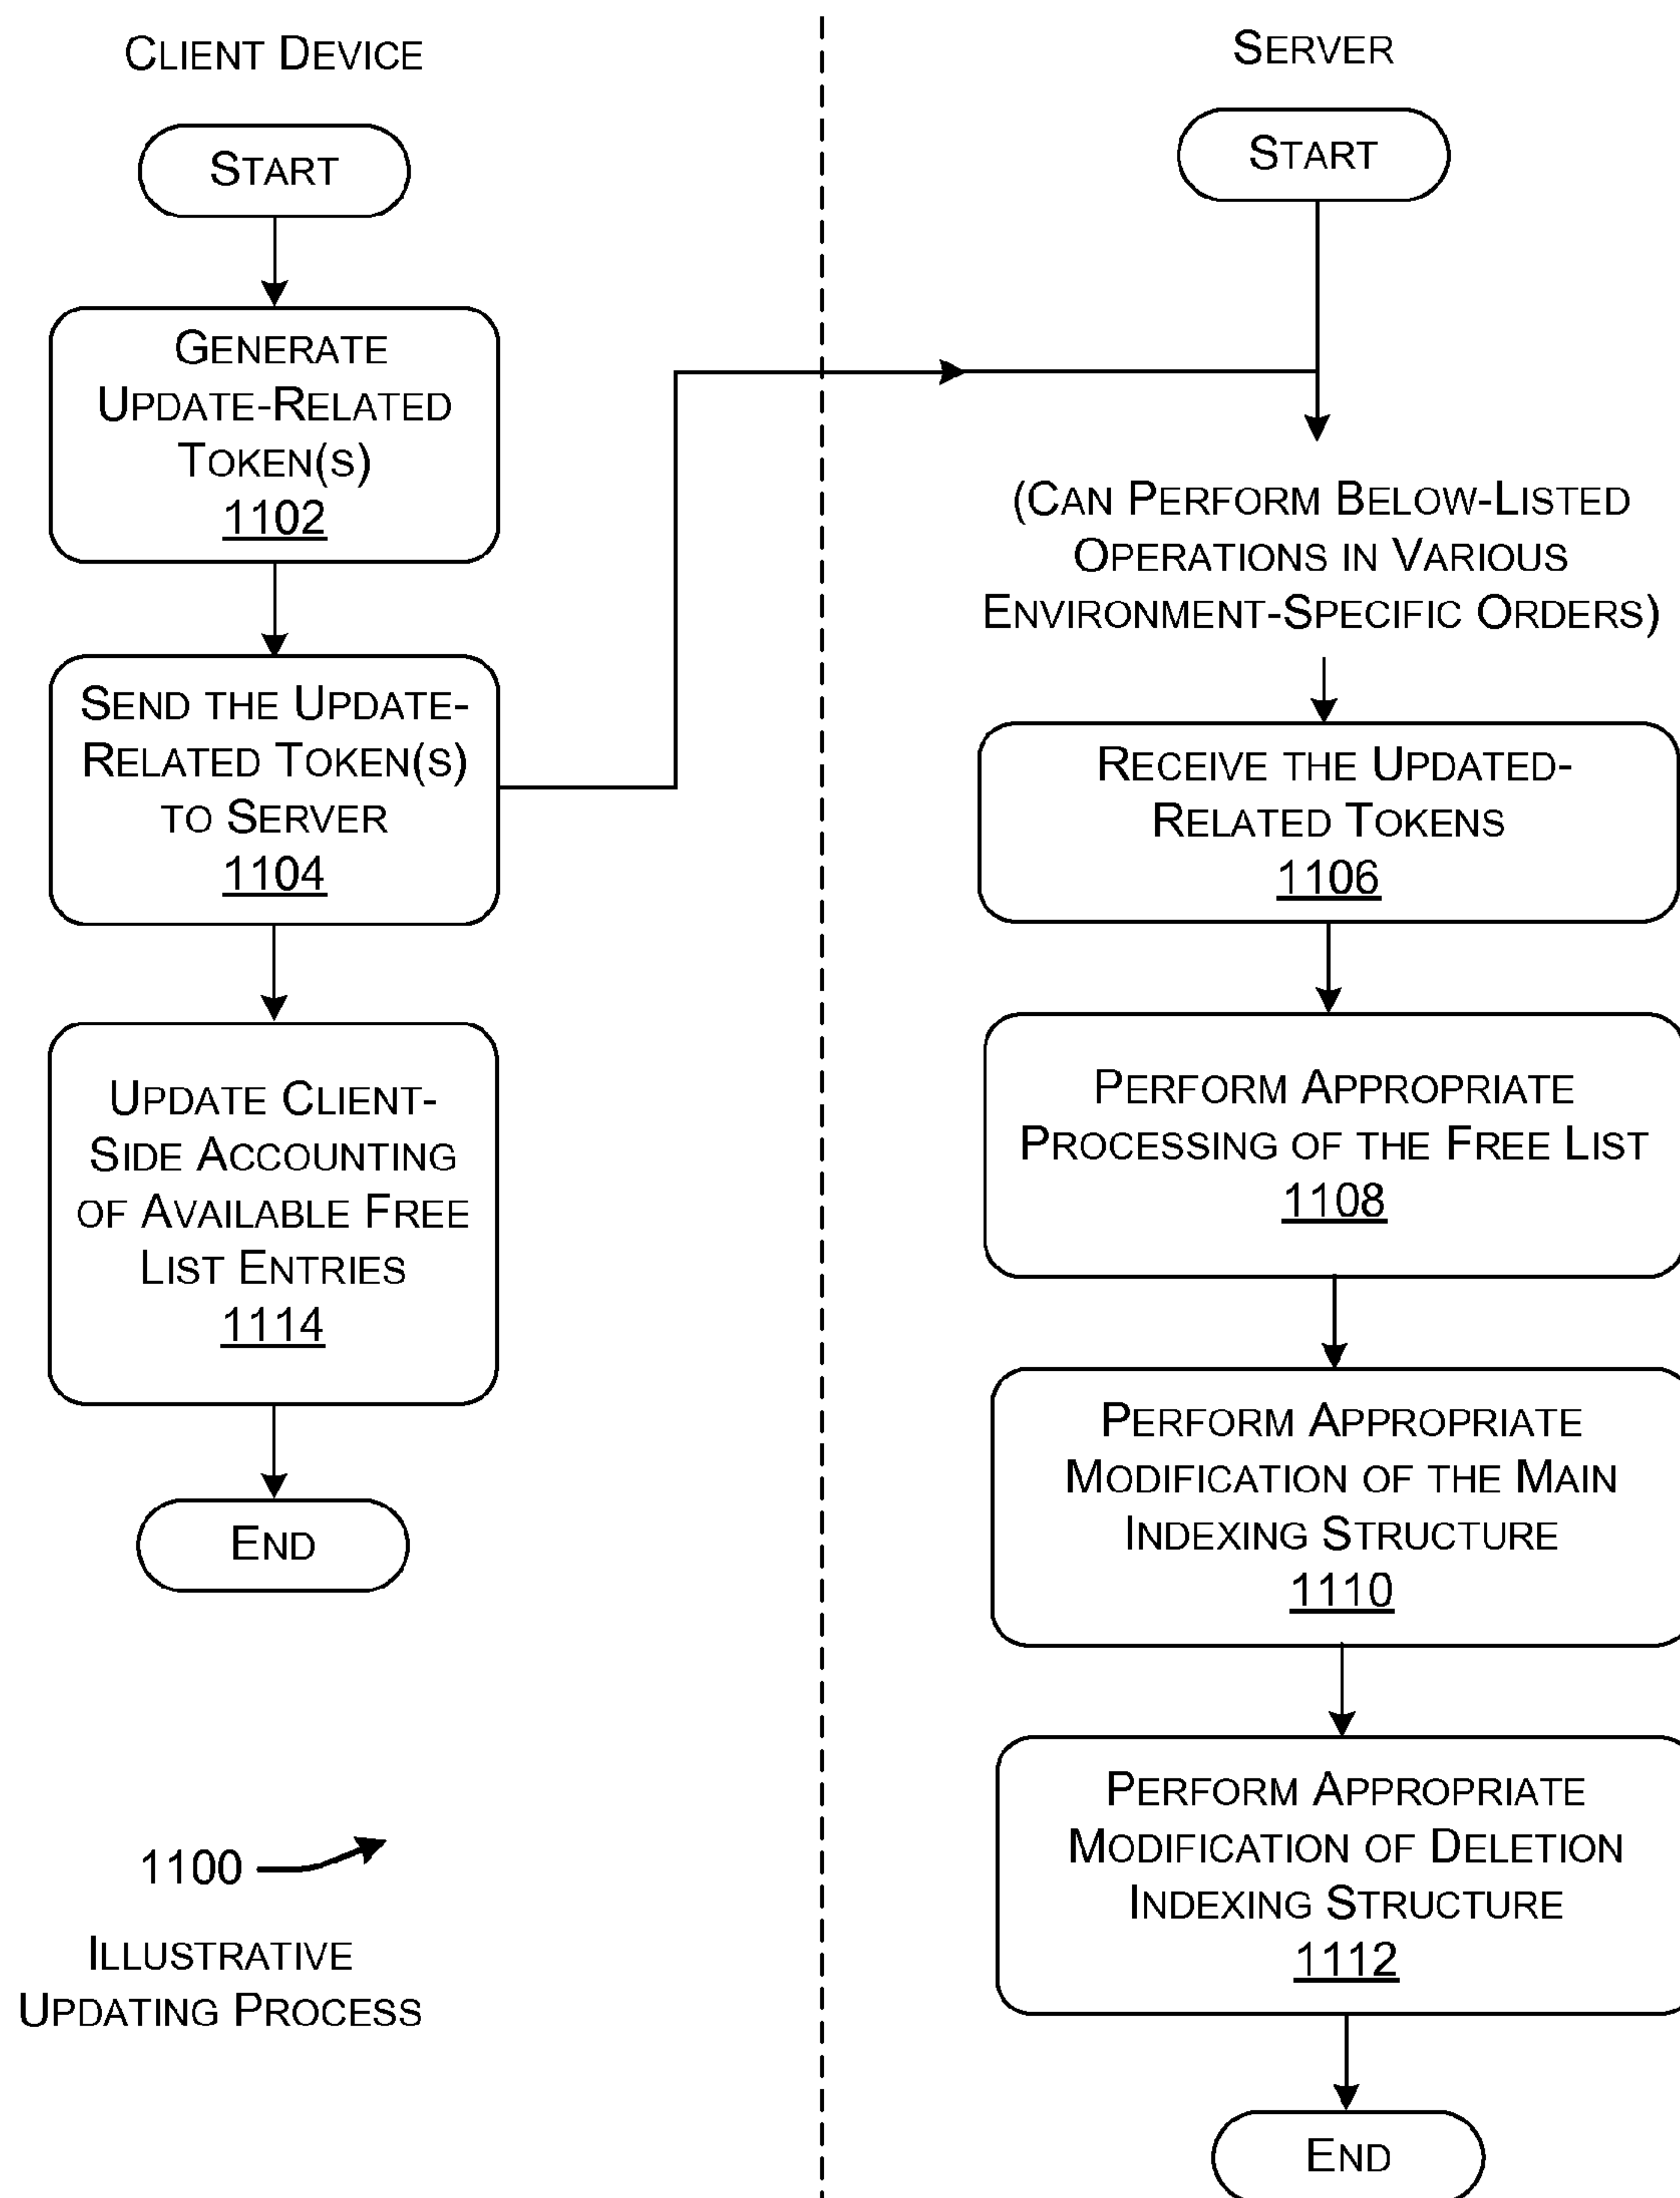 CLIENT DEVICE
START
GENERATE
UPDATE-RELATED
TOKEN(S)
1102
SEND THE UPDATE-
RELATED TOKEN(S)
TO SERVER
1104
UPDATE CLIENT-
SIDE ACCOUNTING
OF AVAILABLE FREE
LIST ENTRIES
1114
END
1100
ILLUSTRATIVE
UPDATING PROCESS
SERVER
START
(CAN PERFORM BELOW-LISTED
OPERATIONS IN VARIOUS
ENVIRONMENT-SPECIFIC ORDERS)
RECEIVE THE UPDATED-
RELATED TOKENS
1106
PERFORM APPROPRIATE
PROCESSING OF THE FREE LIST
1108
PERFORM APPROPRIATE
MODIFICATION OF THE MAIN
INDEXING STRUCTURE
1110
PERFORM APPROPRIATE
MODIFICATION OF DELETION
INDEXING STRUCTURE
1112
END